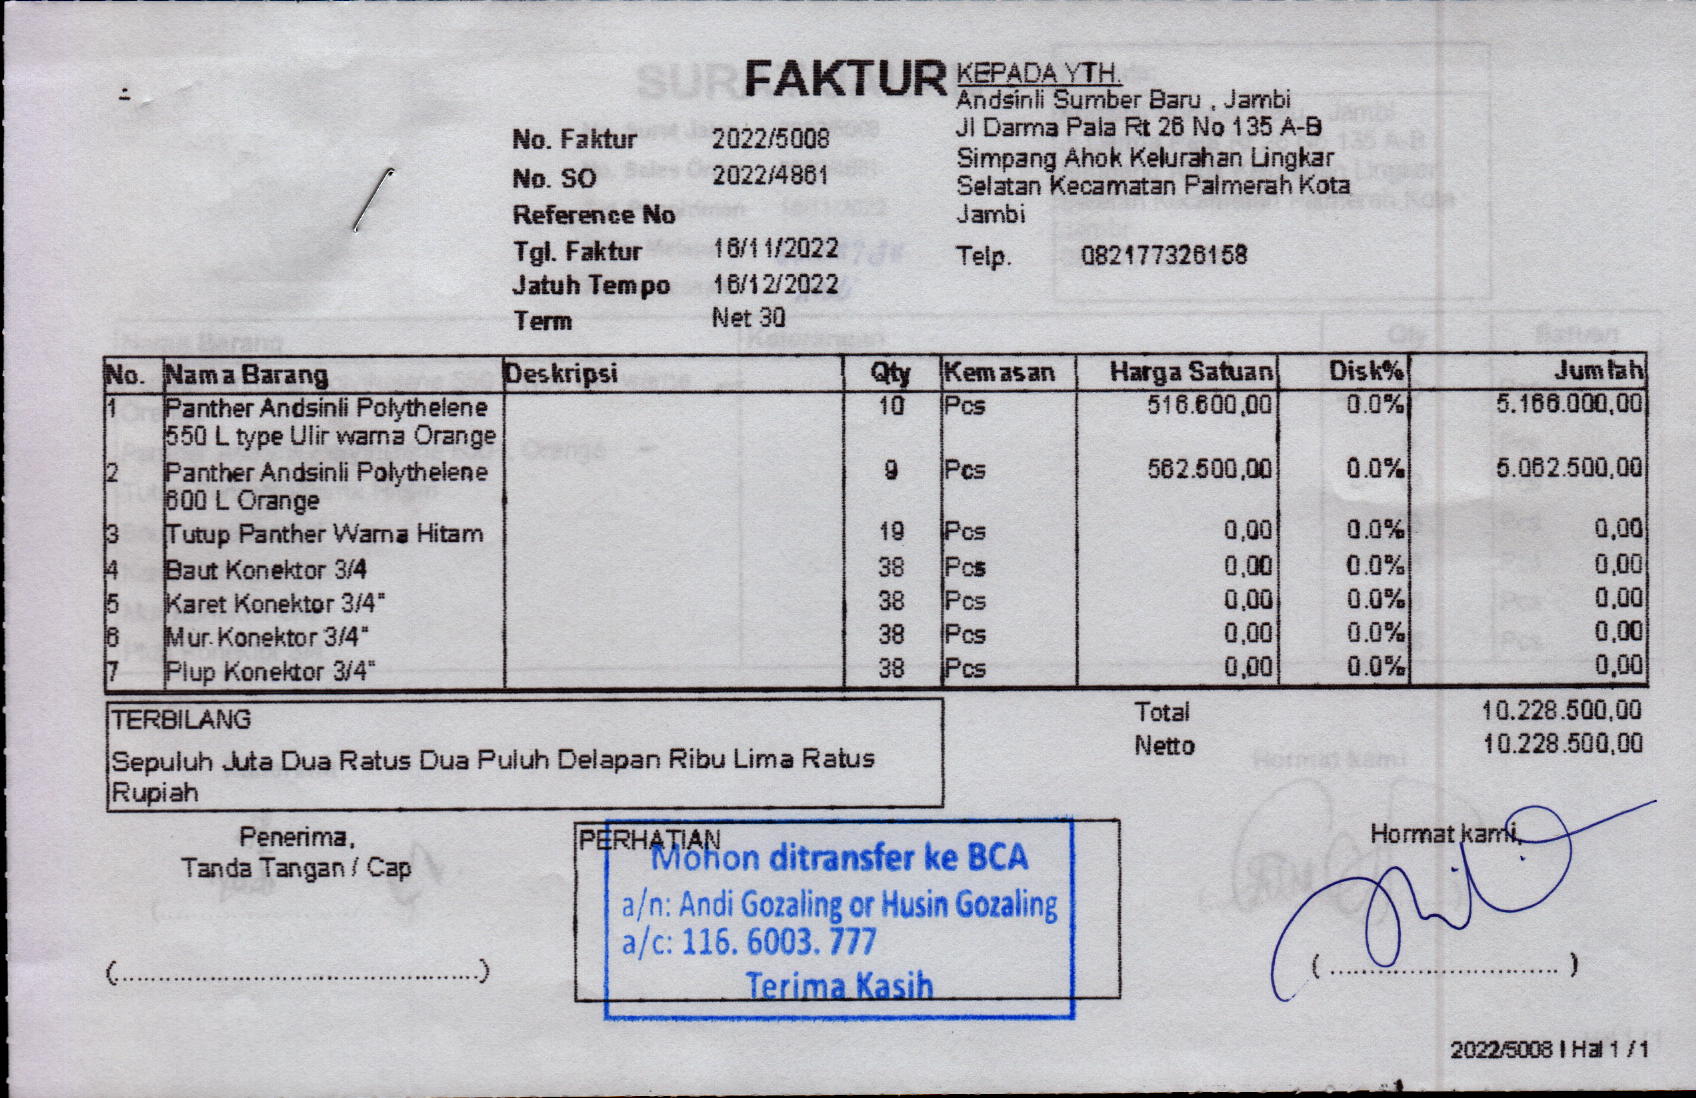 FAKTUR
KEPADA YTH.
Andsinli Sumber Baru , Jambi
Jl Darma Pala Rt 26 No 135 A-B
Simpang Ahok Kelurahan Lingkar
Selatan Kecamatan Palmerah Kota
Jambi
Telp. 082177326158
No. Faktur 2022/5008
No. SO 2022/4861
Reference No
Tgl. Faktur 16/11/2022
Jatuh Tempo 16/12/2022
Term Net 30
No. Nama Barang Deskripsi Qty Kemasan Harga Satuan Disk% Jumlah
1 Panther Andsinli Polythelene 10 Pcs 516.600,00 0.0% 5.166.000,00
550 L type Ulir warna Orange
2 Panther Andsinli Polythelene 9 Pcs 562.500,00 0.0% 5.062.500,00
600 L Orange
3 Tutup Panther Warna Hitam 19 Pcs 0,00 0.0% 0,00
4 Baut Konektor 3/4 38 Pcs 0,00 0.0% 0,00
5 Karet Konektor 3/4" 38 Pcs 0,00 0.0% 0,00
6 Mur. Konektor 3/4" 38 Pcs 0,00 0.0% 0,00
7 Plup Konektor 3/4" 38 Pcs 0,00 0.0% 0,00
TERBILANG
Sepuluh Juta Dua Ratus Dua Puluh Delapan Ribu Lima Ratus
Rupiah
Total 10.228.500,00
Netto 10.228.500,00
Penerima,
Tanda Tangan / Cap
(................................................)
PERHATIAN
Mohon ditransfer ke BCA
a/n: Andi Gozaling or Husin Gozaling
a/c: 116. 6003. 777
Terima Kasih
Hormat kami,
( .............................. )
2022/5008 | Hal 1 / 1